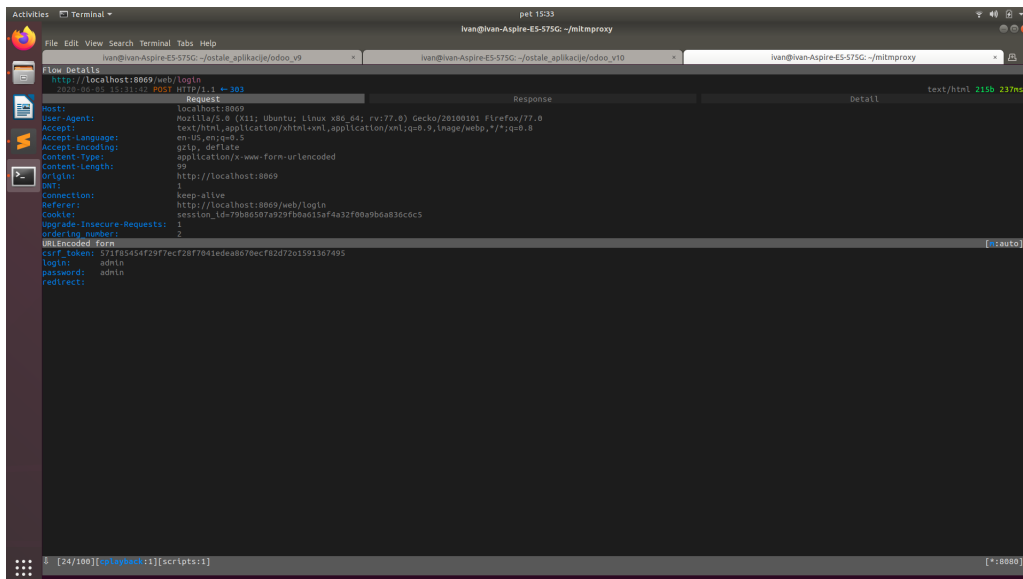 Activities Terminal pet 15:33
ivan@ivan-Aspire-E5-575G: ~/mitmproxy
File Edit View Search Terminal Tabs Help
ivan@ivan-Aspire-E5-575G: ~/ostale_aplikacije/odoo_v9 × ivan@ivan-Aspire-E5-575G: ~/ostale_aplikacije/odoo_v10 × ivan@ivan-Aspire-E5-575G: ~/mitmproxy ×
Flow Details
http://localhost:8069/web/login
2020-06-05 15:31:42 POST HTTP/1.1 ← 303 text/html 215b 237ms
Request Response Detail
Host: localhost:8069
User-Agent: Mozilla/5.0 (X11; Ubuntu; Linux x86_64; rv:77.0) Gecko/20100101 Firefox/77.0
Accept: text/html,application/xhtml+xml,application/xml;q=0.9,image/webp,*/*;q=0.8
Accept-Language: en-US,en;q=0.5
Accept-Encoding: gzip, deflate
Content-Type: application/x-www-form-urlencoded
Content-Length: 99
Origin: http://localhost:8069
DNT: 1
Connection: keep-alive
Referer: http://localhost:8069/web/login
Cookie: session_id=79b86507a929fb0a615af4a32f00a9b6a836c6c5
Upgrade-Insecure-Requests: 1
ordering_number: 2
URLEncoded form [m:auto]
csrf_token: 571f85454f29f7ecf28f7041edea8670ecf82d72o1591367495
login: admin
password: admin
redirect:
⇩ [24/100][cplayback:1][scripts:1] [*:8080]